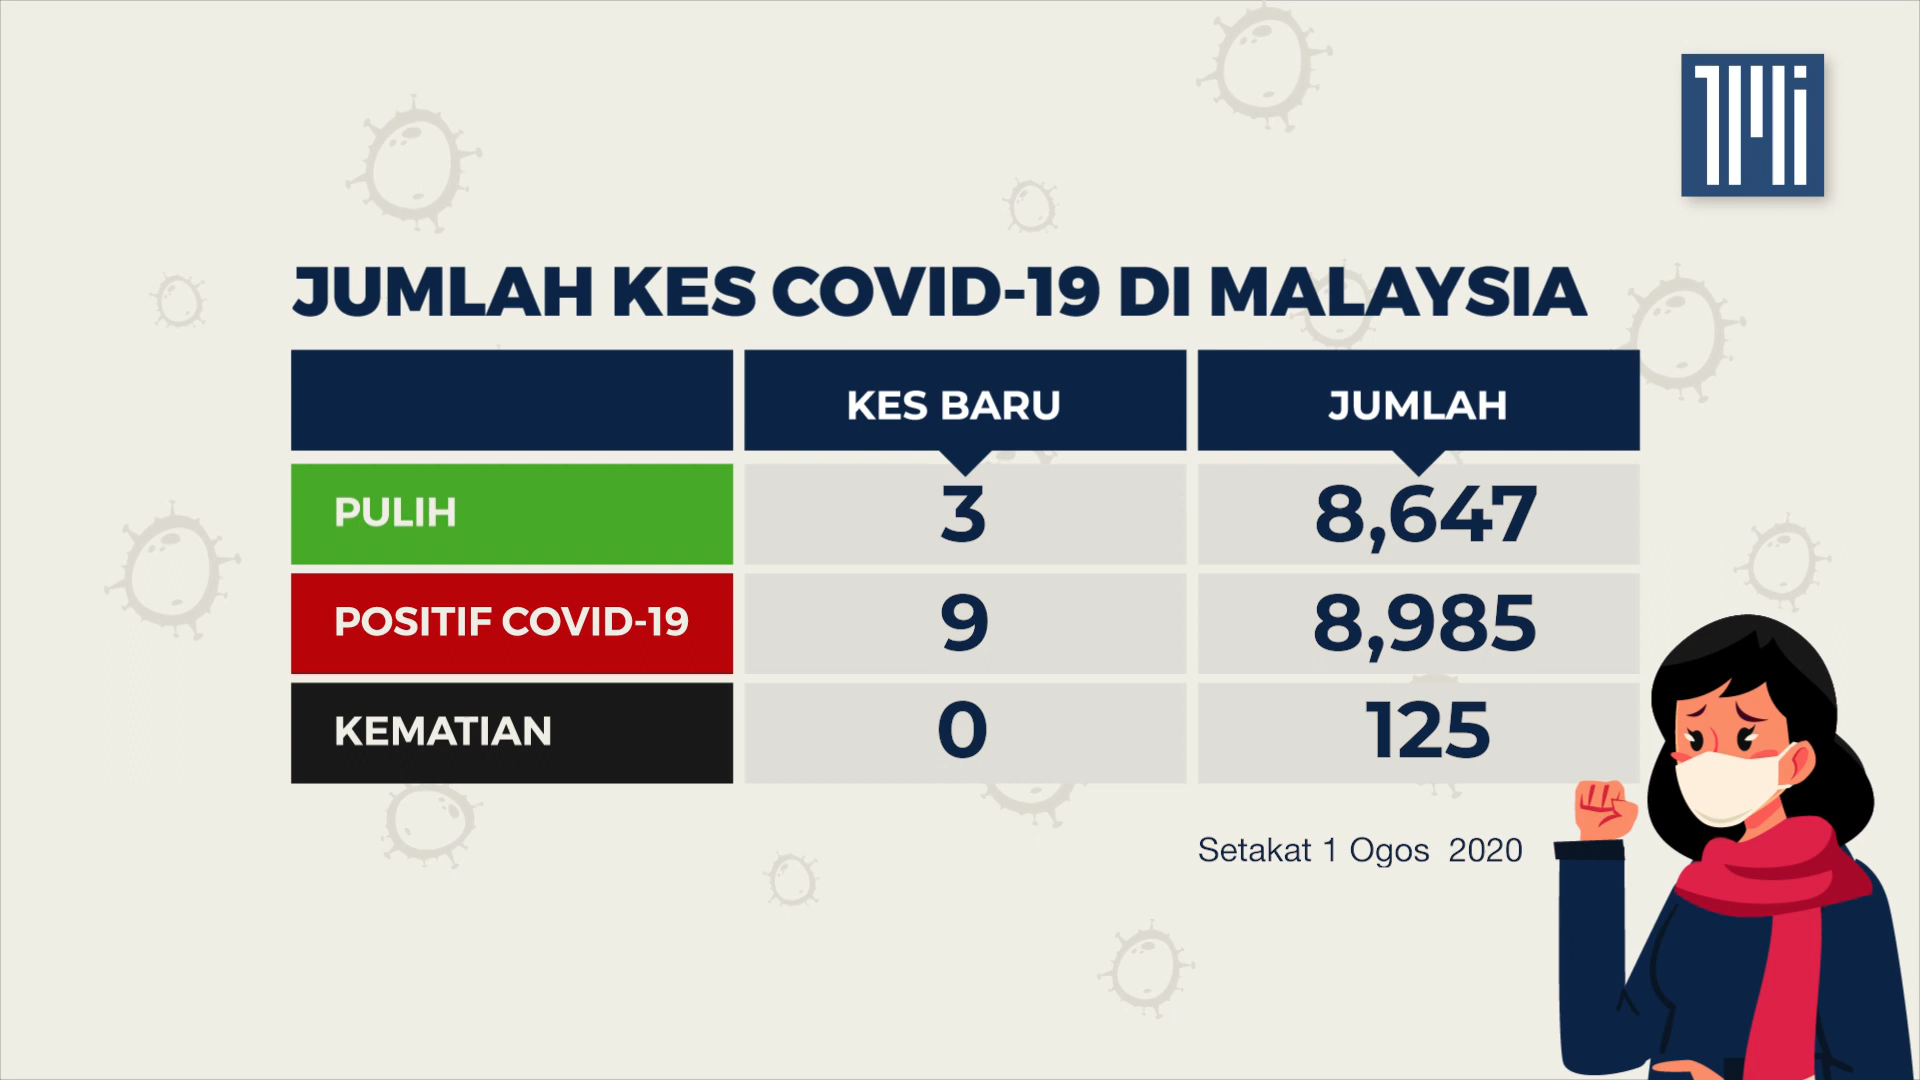 JUMLAH KES COVID-19 DI MALAYSIA
KES BARU JUMLAH
PULIH 3 8,647
POSITIF COVID-19 9 8,985
KEMATIAN 0 125
Setakat 1 Ogos 2020